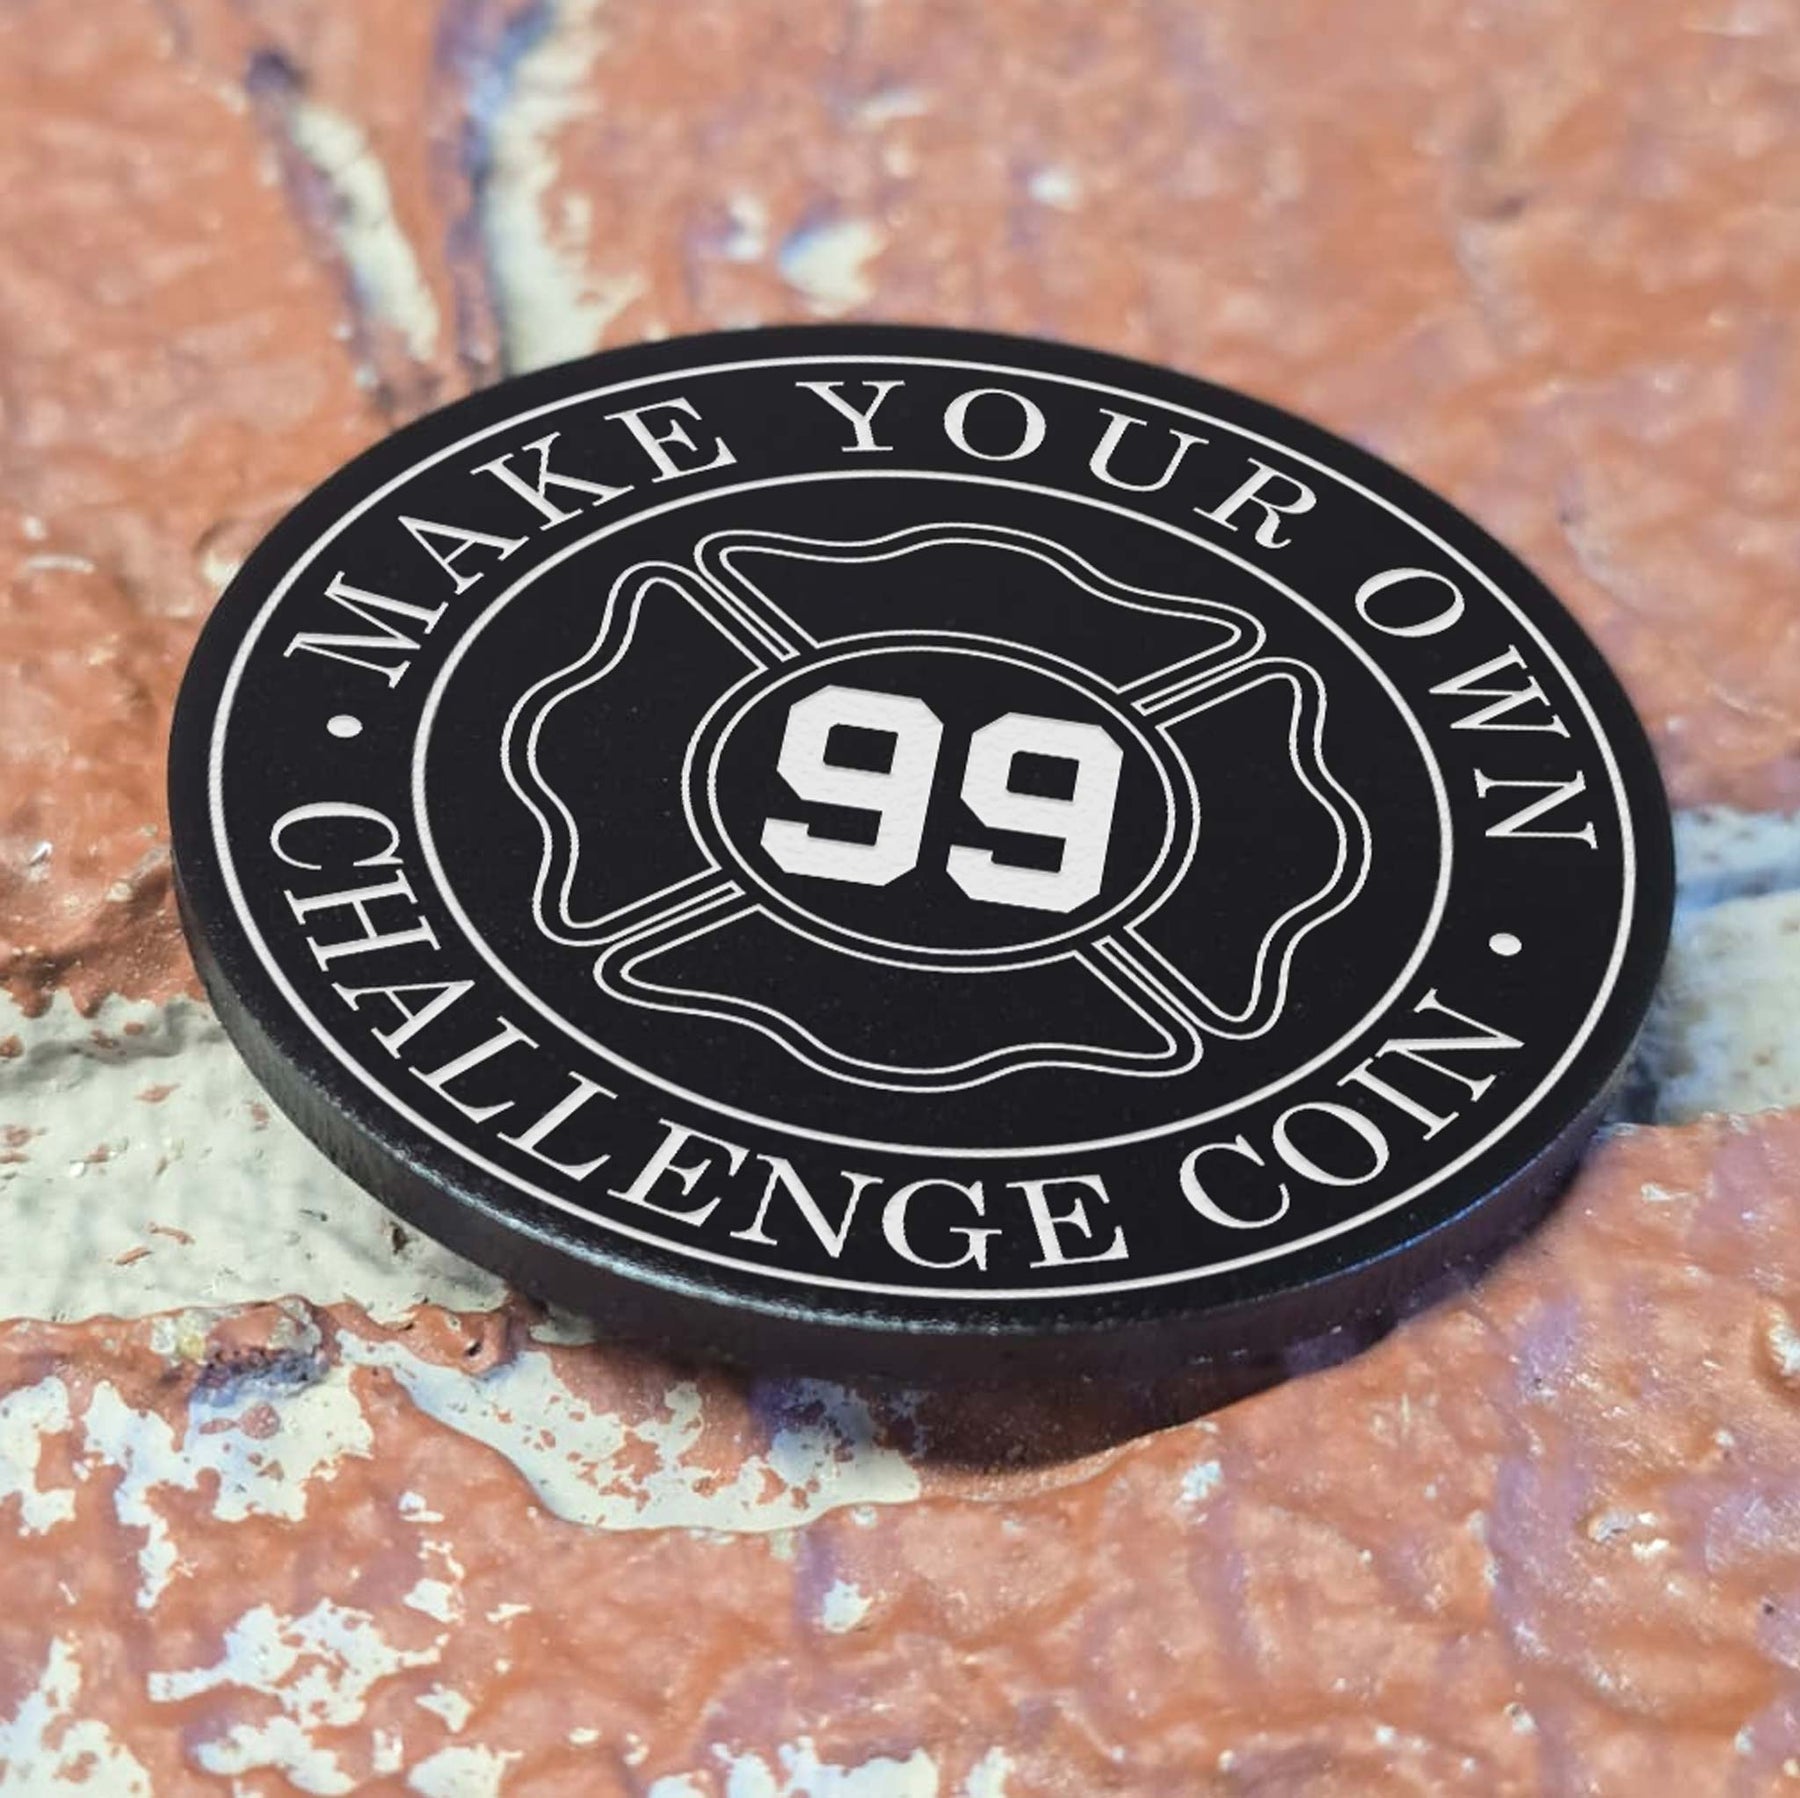 MAKE YOUR OWN
99
• CHALLENGE COIN •